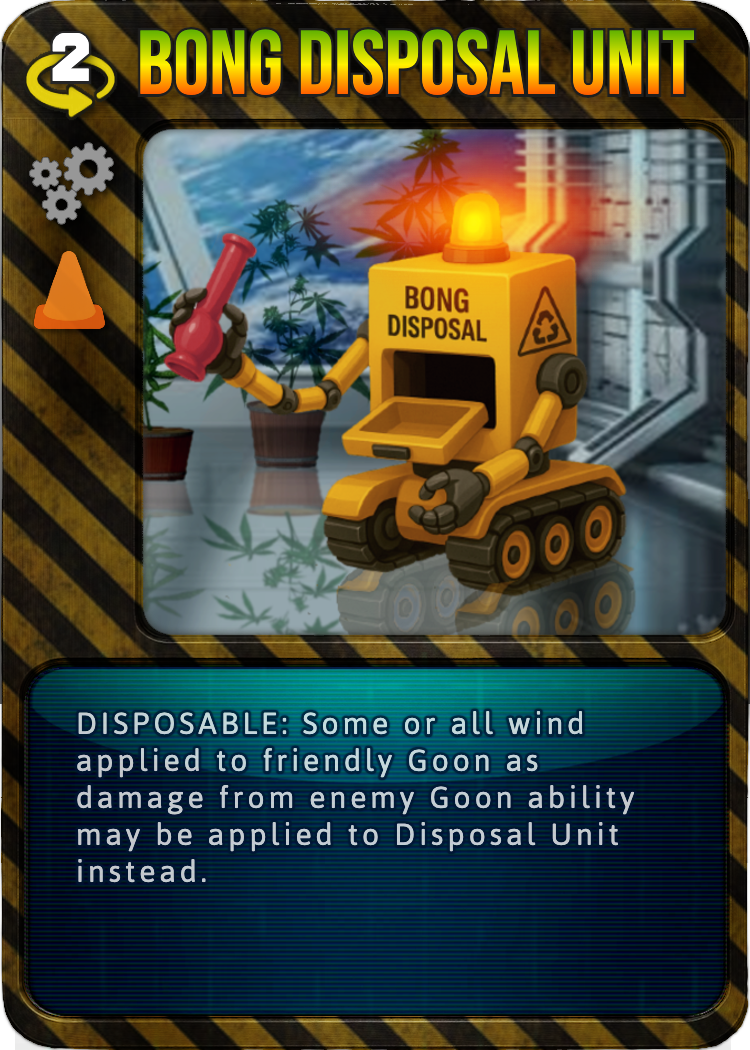 2
BONG DISPOSAL UNIT
BONG
DISPOSAL
DISPOSABLE: Some or all wind
applied to friendly Goon as
damage from enemy Goon ability
may be applied to Disposal Unit
instead.